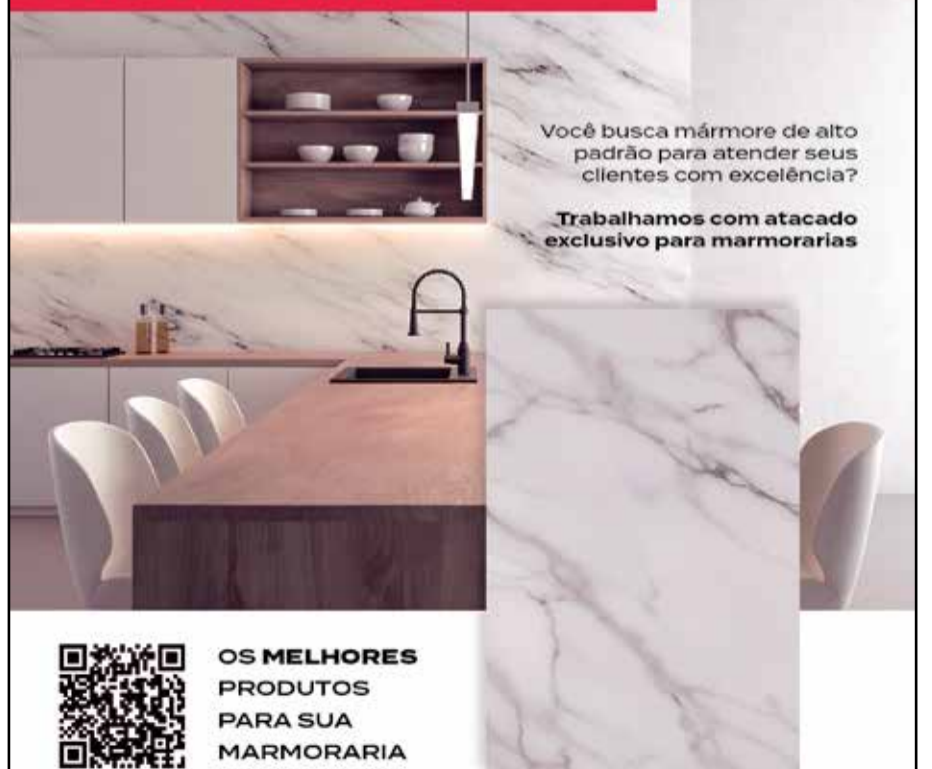 Você busca mármore de alto
padrão para atender seus
clientes com excelência?
Trabalhamos com atacado
exclusivo para marmorarias
OS MELHORES
PRODUTOS
PARA SUA
MARMORARIA